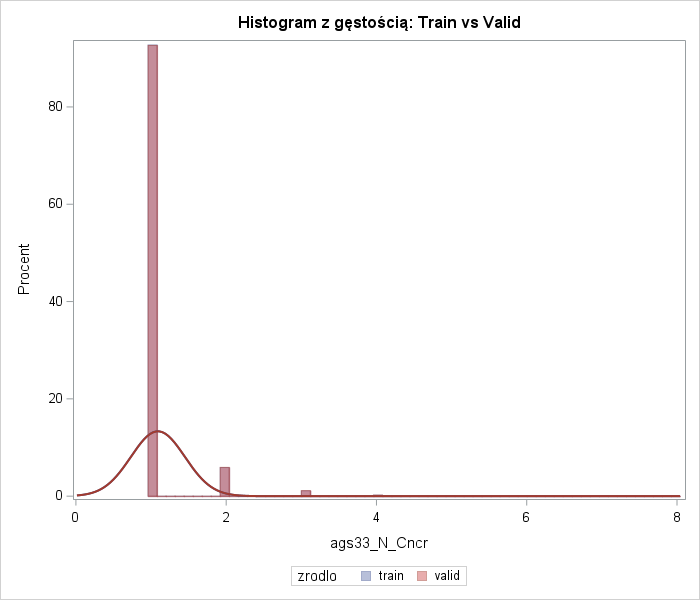 Histogram z gęstością: Train vs Valid
Procent
80
60
40
20
0
0 2 4 6 8
ags33_N_Cncr
zrodlo train valid